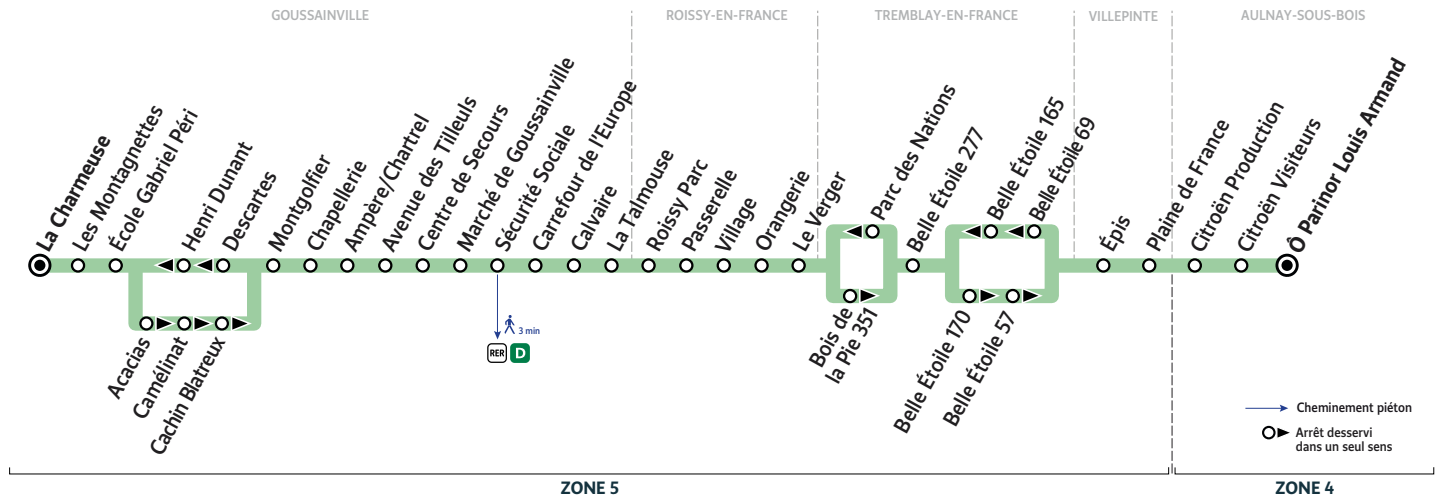 GOUSSAINVILLE
ROISSY-EN-FRANCE
TREMBLAY-EN-FRANCE
VILLEPINTE
AULNAY-SOUS-BOIS
La Charmeuse
Les Montagnettes
École Gabriel Péri
Henri Dunant
Descartes
Montgolfier
Chapellerie
Ampère/Chartrel
Avenue des Tilleuls
Centre de Secours
Marché de Goussainville
Sécurité Sociale
Carrefour de l'Europe
Calvaire
La Talmouse
Roissy Parc
Passerelle
Village
Orangerie
Le Verger
Parc des Nations
Belle Étoile 277
Belle Étoile 165
Belle Étoile 69
Épis
Plaine de France
Citroën Production
Citroën Visiteurs
Ô Parinor Louis Armand
Acacias
Camélinat
Cachin Blatreux
3 min
RER D
Bois de
la Pie 351
Belle Étoile 170
Belle Étoile 57
Cheminement piéton
Arrêt desservi
dans un seul sens
ZONE 5
ZONE 4